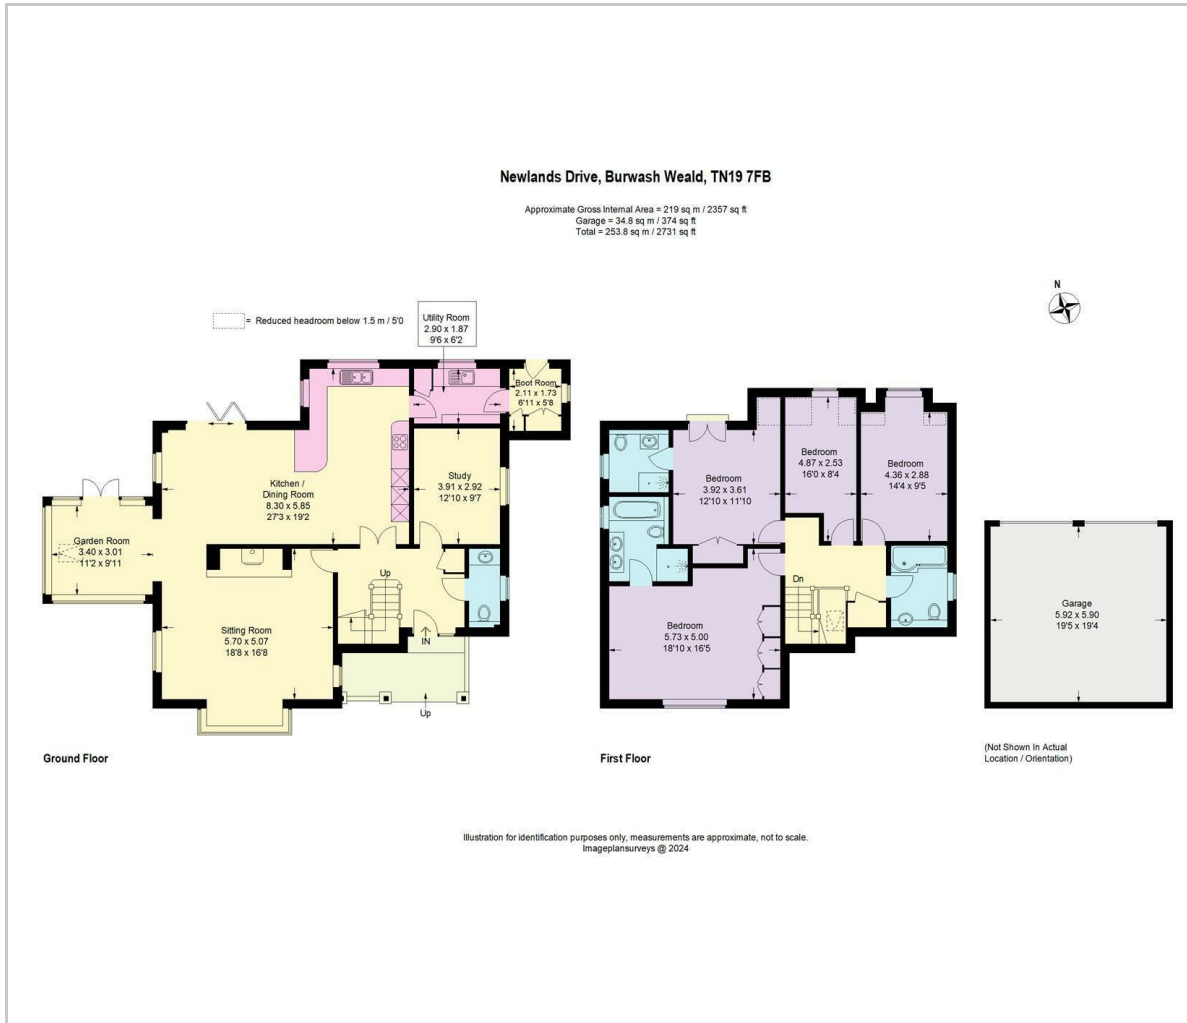 Newlands Drive, Burwash Weald, TN19 7FB
Approximate Gross Internal Area = 219 sq m / 2357 sq ft
Garage = 34.8 sq m / 374 sq ft
Total = 253.8 sq m / 2731 sq ft
N
= Reduced headroom below 1.5 m / 5'0
Utility Room
2.90 x 1.87
9'6 x 6'2
Boot Room
2.11 x 1.73
6'11 x 5'8
Kitchen /
Dining Room
8.30 x 5.85
27'3 x 19'2
Study
3.91 x 2.92
12'10 x 9'7
Garden Room
3.40 x 3.01
11'2 x 9'11
Sitting Room
5.70 x 5.07
18'8 x 16'8
Up
IN
Up
Ground Floor
Bedroom
3.92 x 3.61
12'10 x 11'10
Bedroom
4.87 x 2.53
16'0 x 8'4
Bedroom
4.36 x 2.88
14'4 x 9'5
Dn
Bedroom
5.73 x 5.00
18'10 x 16'5
First Floor
Garage
5.92 x 5.90
19'5 x 19'4
(Not Shown In Actual
Location / Orientation)
Illustration for identification purposes only, measurements are approximate, not to scale.
Imageplansurveys @ 2024